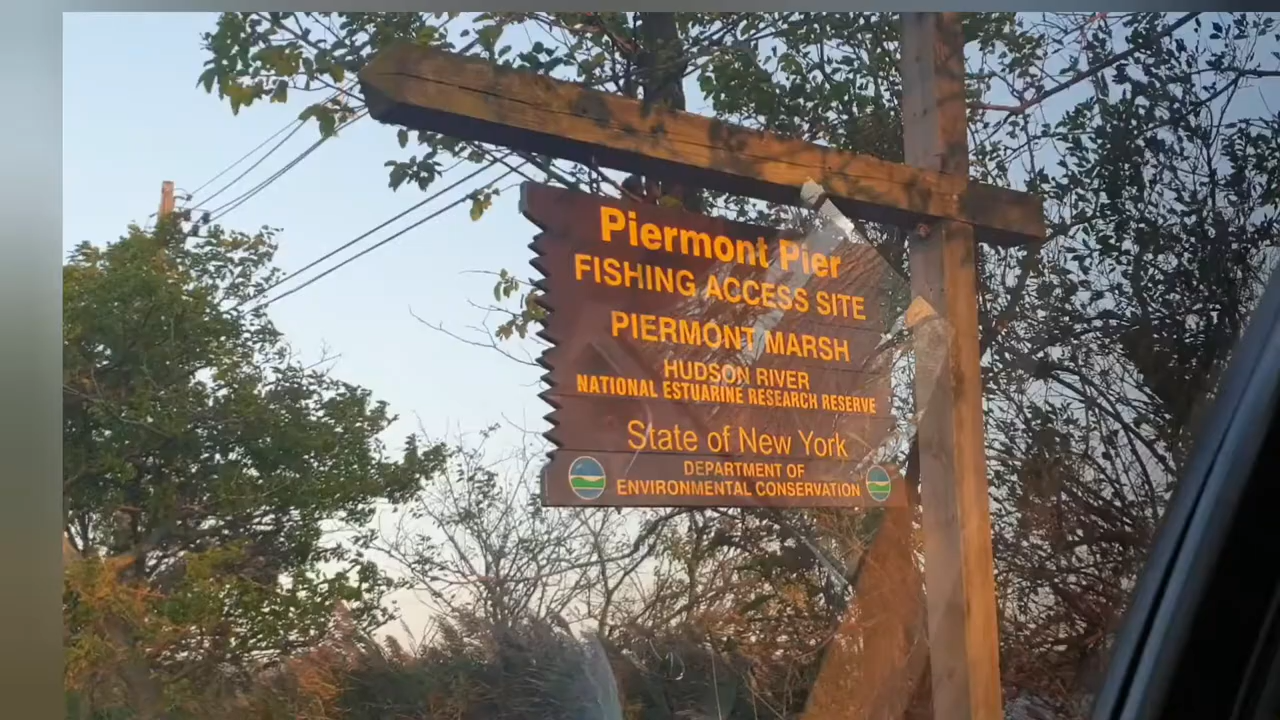 Piermont Pier
FISHING ACCESS SITE
PIERMONT MARSH
HUDSON RIVER
NATIONAL ESTUARINE RESEARCH RESERVE
State of New York
DEPARTMENT OF
ENVIRONMENTAL CONSERVATION